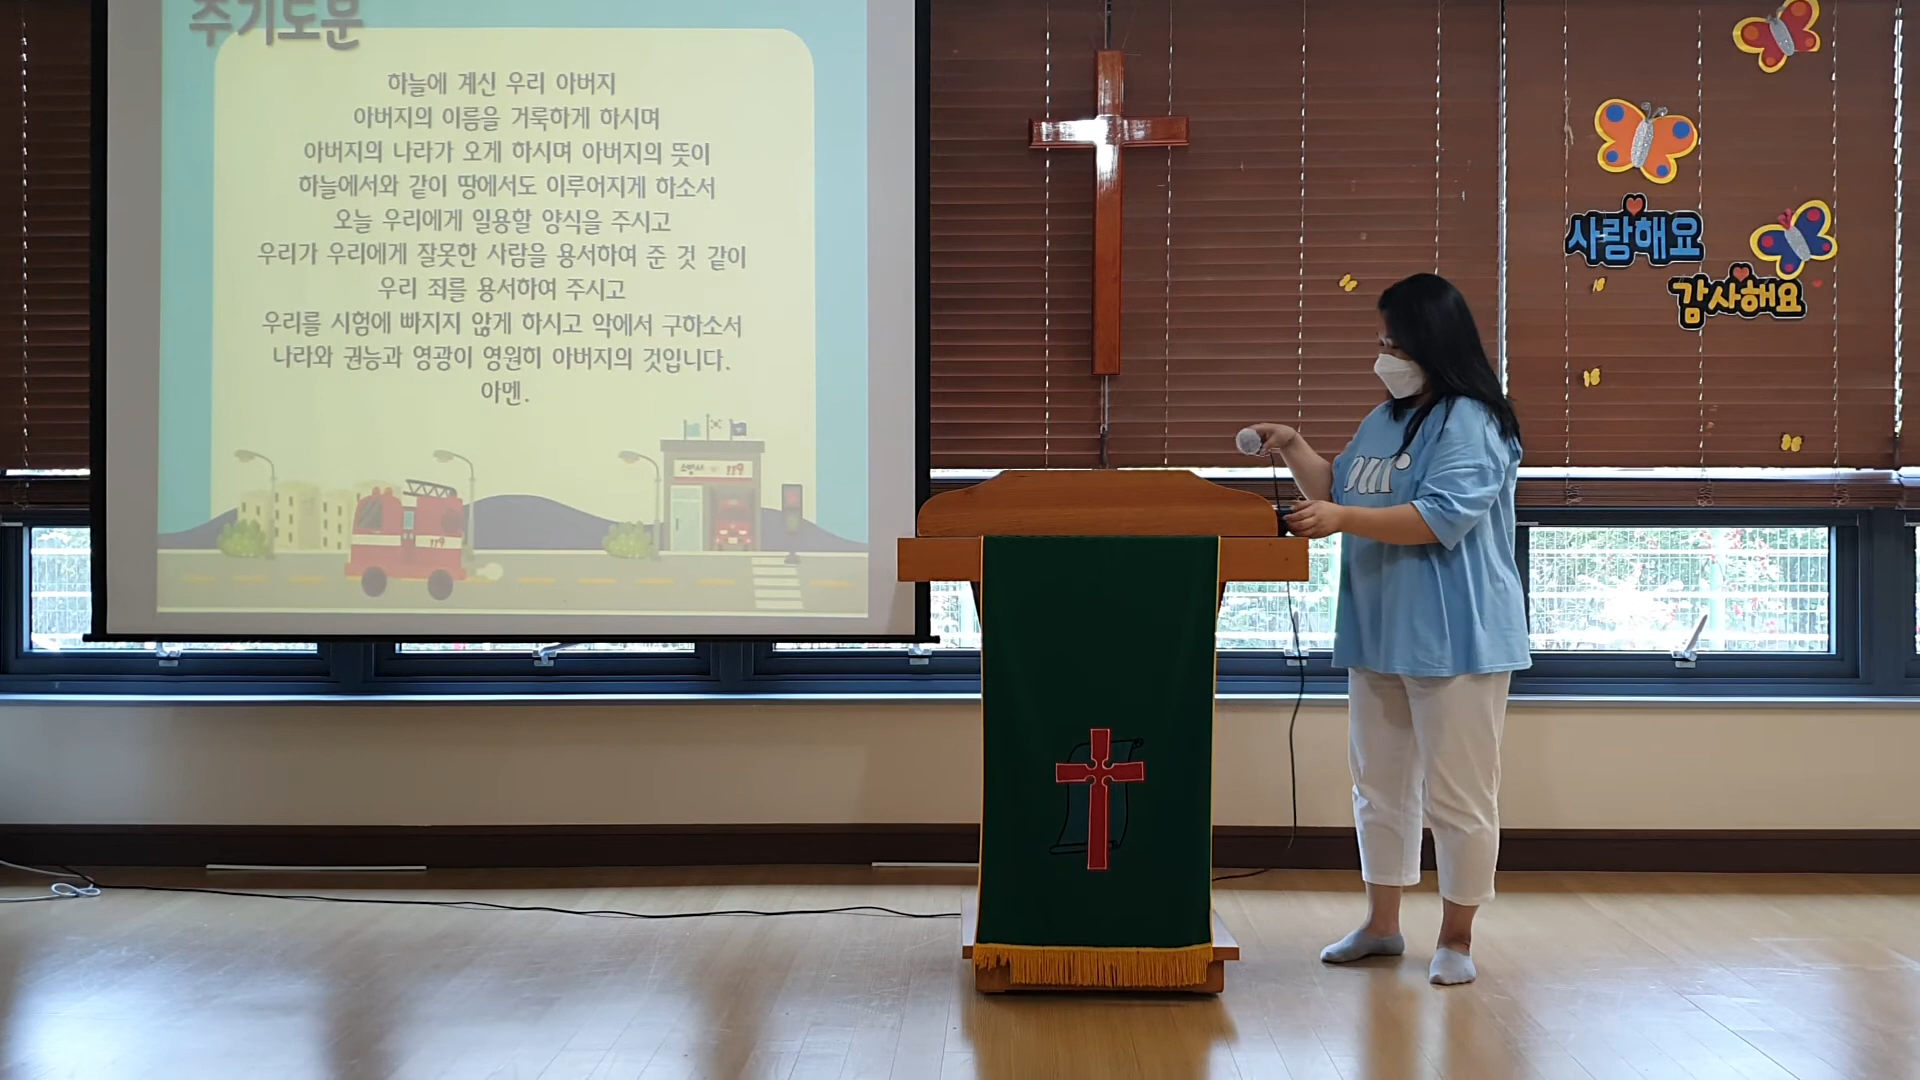 주기도문
하늘에 계신 우리 아버지
아버지의 이름을 거룩하게 하시며
아버지의 나라가 오게 하시며 아버지의 뜻이
하늘에서와 같이 땅에서도 이루어지게 하소서
오늘 우리에게 일용할 양식을 주시고
우리가 우리에게 잘못한 사람을 용서하여 준 것 같이
우리 죄를 용서하여 주시고
우리를 시험에 빠지지 않게 하시고 악에서 구하소서
나라와 권능과 영광이 영원히 아버지의 것입니다.
아멘.
소방서 119
119
사랑해요
감사해요